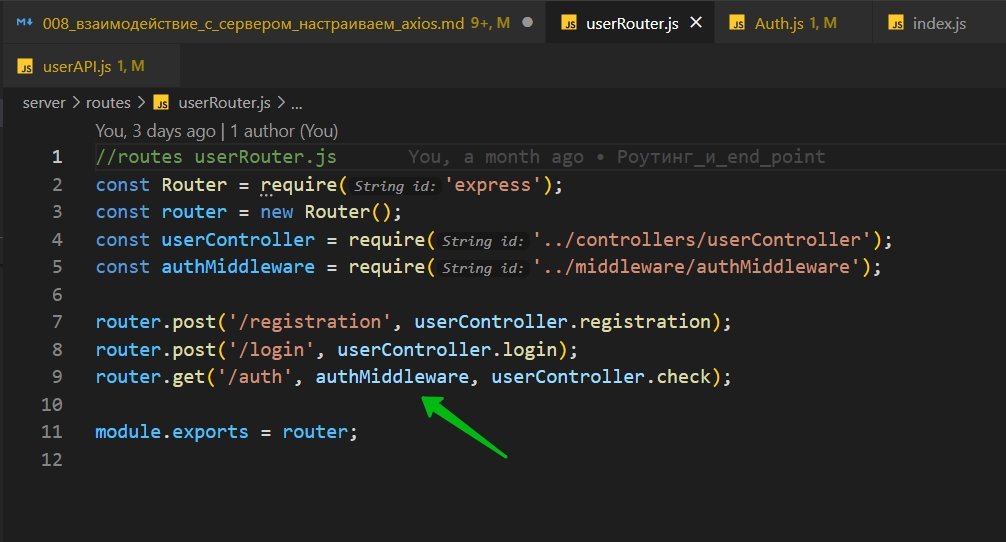 008_взаимодействие_с_сервером_настраиваем_axios.md 9+, M
JS userRouter.js
JS Auth.js 1, M
JS index.js
JS userAPI.js 1, M
server > routes > JS userRouter.js > ...
You, 3 days ago | 1 author (You)
1 //routes userRouter.js You, a month ago • Роутинг_и_end_point
2 const Router = require( String id: 'express');
3 const router = new Router();
4 const userController = require( String id: '../controllers/userController');
5 const authMiddleware = require( String id: '../middleware/authMiddleware');
6
7 router.post('/registration', userController.registration);
8 router.post('/login', userController.login);
9 router.get('/auth', authMiddleware, userController.check);
10
11 module.exports = router;
12